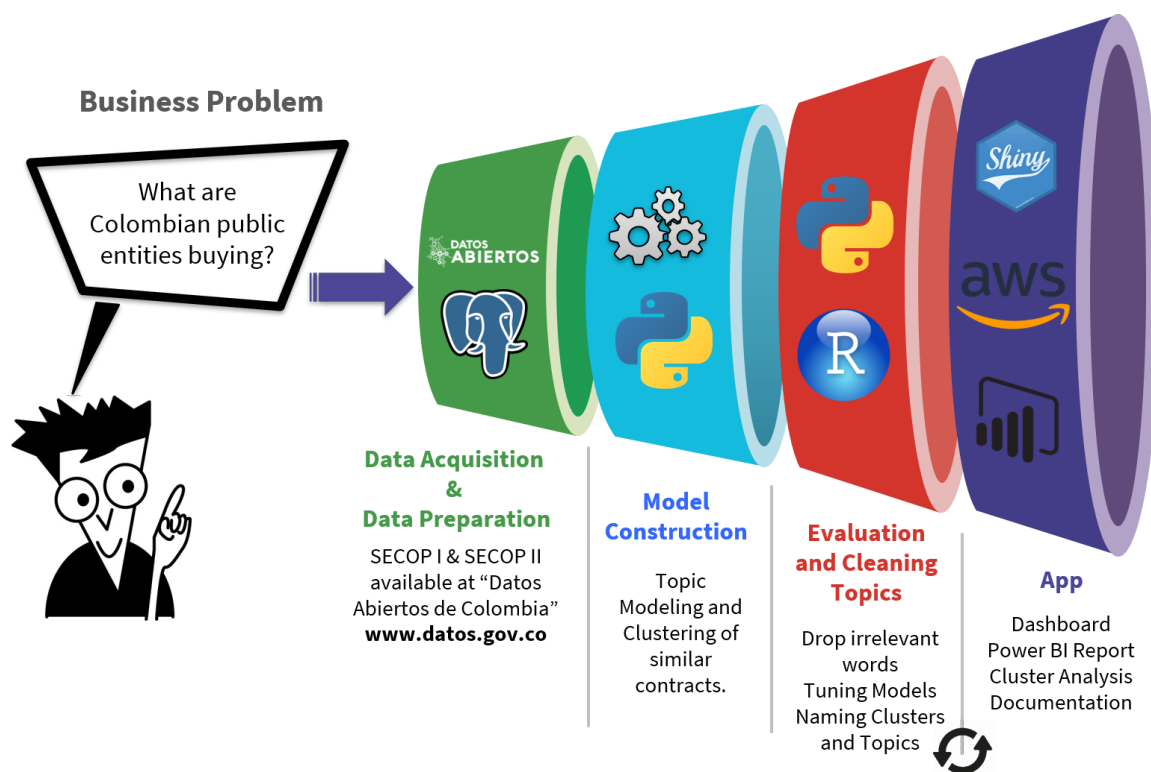 Business Problem
What are
Colombian public
entities buying?
DATOS
ABIERTOS
Shiny
aws
R
Data Acquisition
&
Data Preparation
SECOP I & SECOP II
available at “Datos
Abiertos de Colombia”
www.datos.gov.co
Model
Construction
Topic
Modeling and
Clustering of
similar
contracts.
Evaluation
and Cleaning
Topics
Drop irrelevant
words
Tuning Models
Naming Clusters
and Topics
App
Dashboard
Power BI Report
Cluster Analysis
Documentation